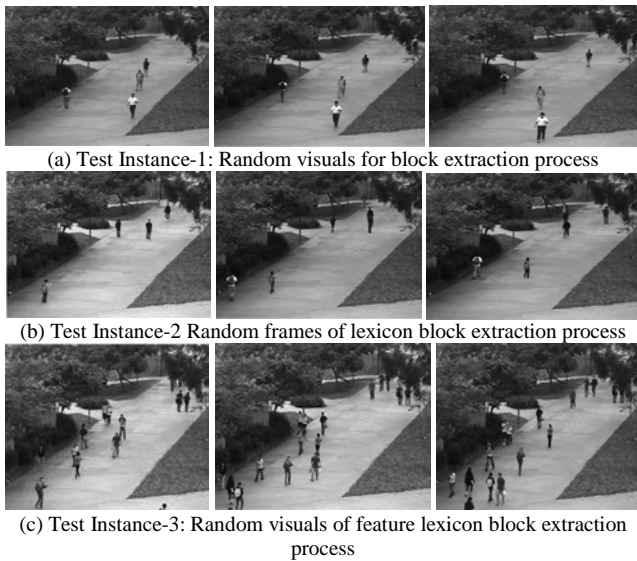 (a) Test Instance-1: Random visuals for block extraction process
(b) Test Instance-2 Random frames of lexicon block extraction process
(c) Test Instance-3: Random visuals of feature lexicon block extraction
process